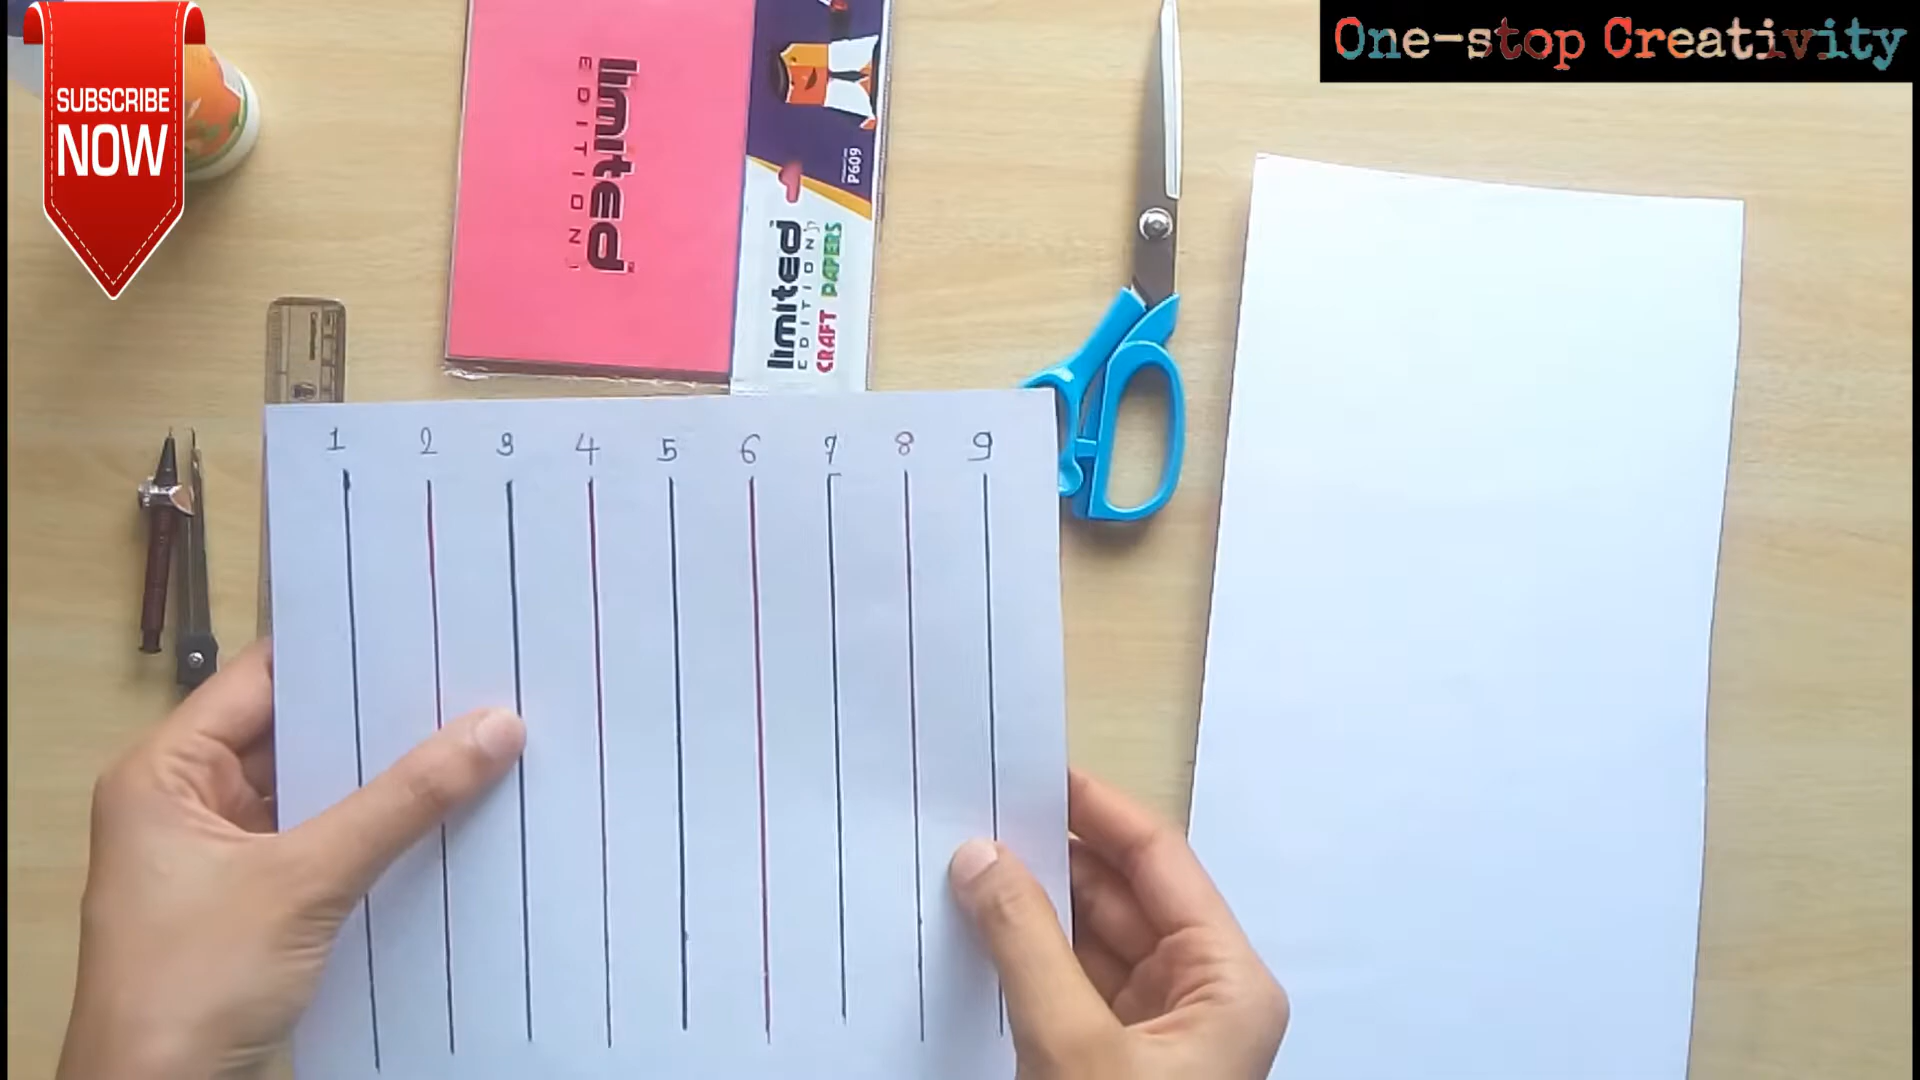 SUBSCRIBE
NOW
One-stop Creativity
limited
EDITION
limited
EDITION
CRAFT PAPERS
P609
1 2 3 4 5 6 7 8 9